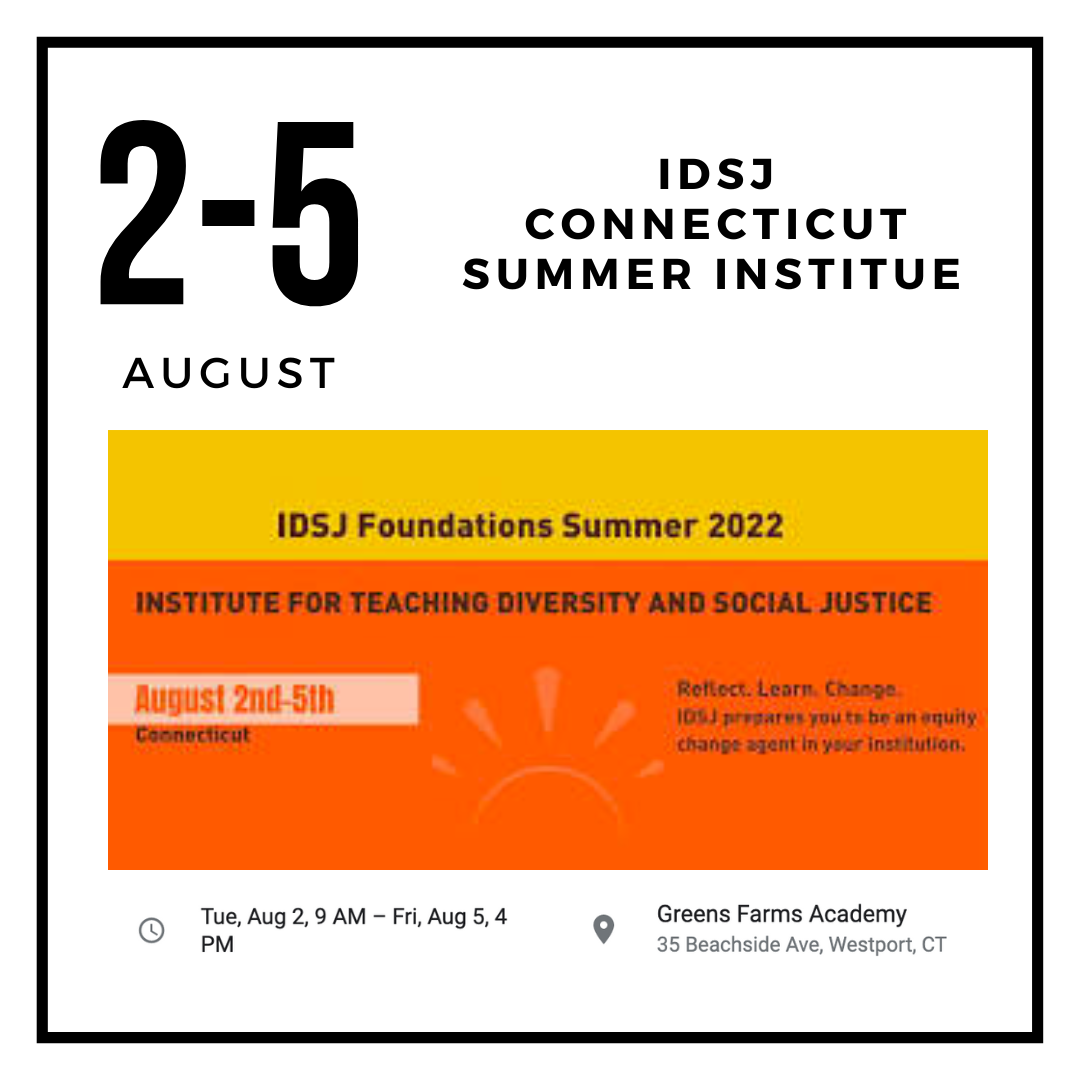 2-5
AUGUST
IDSJ
CONNECTICUT
SUMMER INSTITUE
IDSJ Foundations Summer 2022
INSTITUTE FOR TEACHING DIVERSITY AND SOCIAL JUSTICE
August 2nd-5th
Connecticut
Reflect. Learn. Change.
IDSJ prepares you to be an equity
change agent in your institution.
Tue, Aug 2, 9 AM – Fri, Aug 5, 4
PM
Greens Farms Academy
35 Beachside Ave, Westport, CT